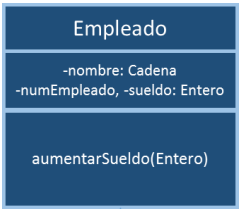 Empleado
-nombre: Cadena
-numEmpleado, -sueldo: Entero
aumentarSueldo(Entero)